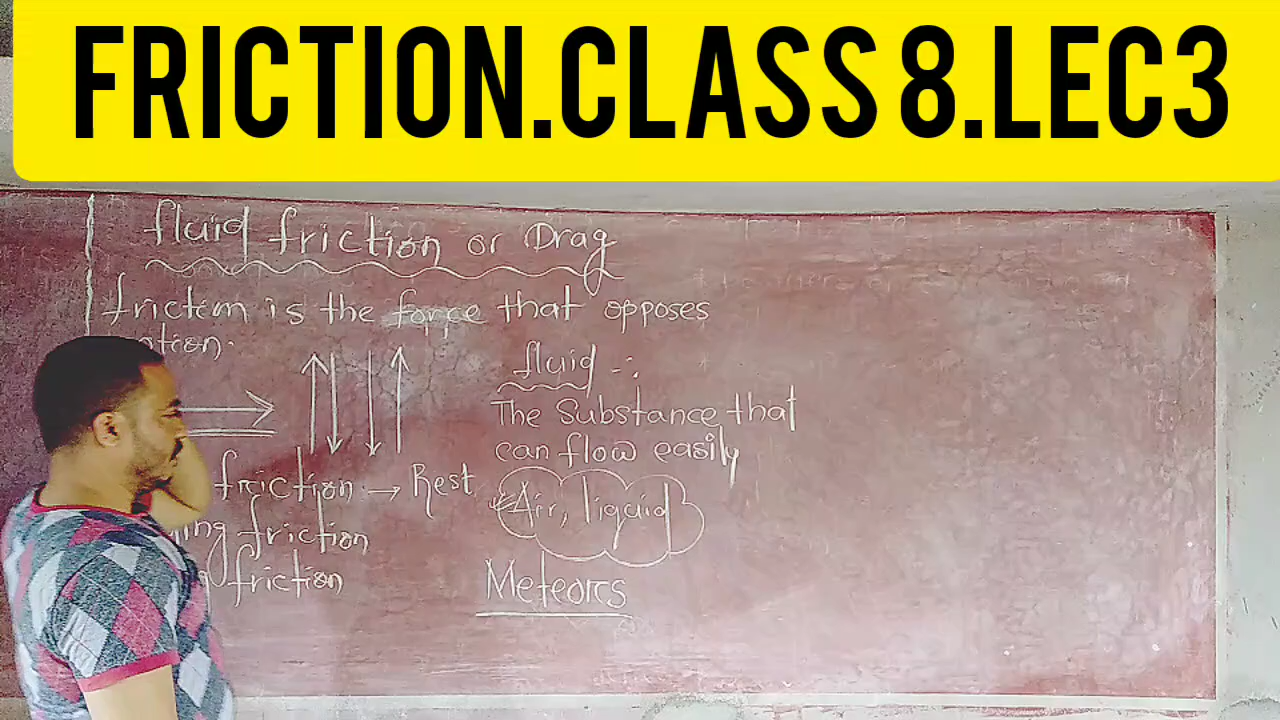 FRICTION.CLASS 8.LEC3
fluid friction or Drag
friction is the force that opposes
fluid -:
The Substance that
can flow easily
friction → Rest
Air, liquid
friction
friction
Meteors